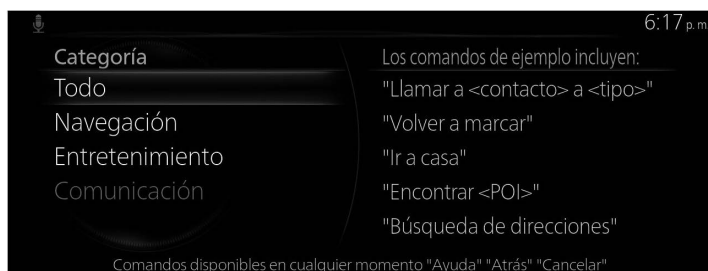 6:17 p. m.
Categoría
Todo
Navegación
Entretenimiento
Comunicación
Los comandos de ejemplo incluyen:
"Llamar a <contacto> a <tipo>"
"Volver a marcar"
"Ir a casa"
"Encontrar <POI>"
"Búsqueda de direcciones"
Comandos disponibles en cualquier momento "Ayuda" "Atrás" "Cancelar"